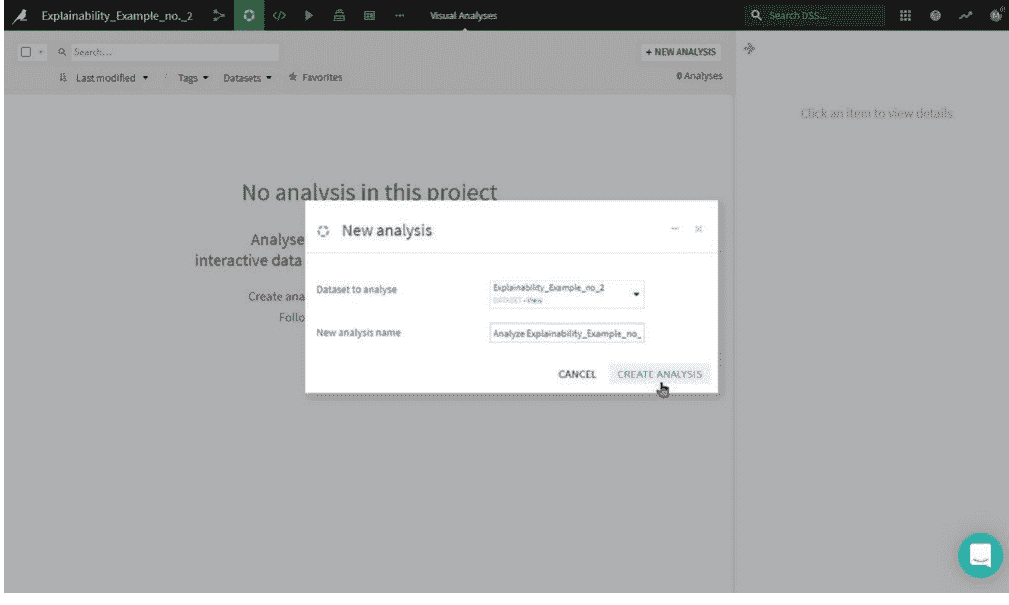 Explainability_Example_no._2
Visual Analyses
Search DSS...
Search...
+ NEW ANALYSIS
Last modified
Tags
Datasets
Favorites
0 Analyses
Click an item to view details
No analysis in this project
Analyse
interactive data
Create ana
Follo
New analysis
Dataset to analyse
Explainability_Example_no_2
DATASET - View
New analysis name
Analyze Explainability_Example_no_
CANCEL
CREATE ANALYSIS